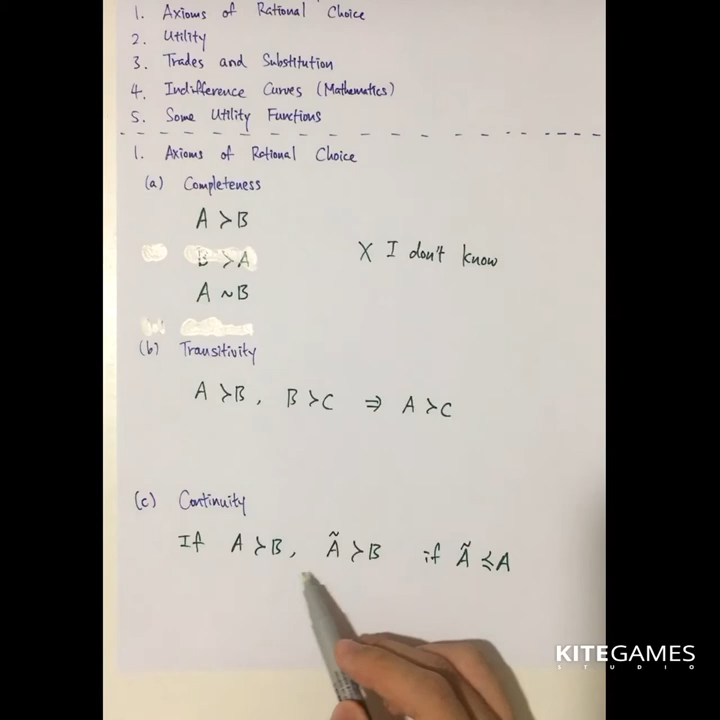 1. Axioms of Rational Choice
2. Utility
3. Trades and Substitution
4. Indifference Curves (Mathematics)
5. Some Utility Functions
1. Axioms of Rational Choice
(a) Completeness
A ≻ B
B ≻ A X I don't know
A ~ B
(b) Transitivity
A ≻ B, B ≻ C ⇒ A ≻ C
(c) Continuity
If A ≻ B, Ã ≻ B if Ã ≼ A
KITEGAMES
STUDIO